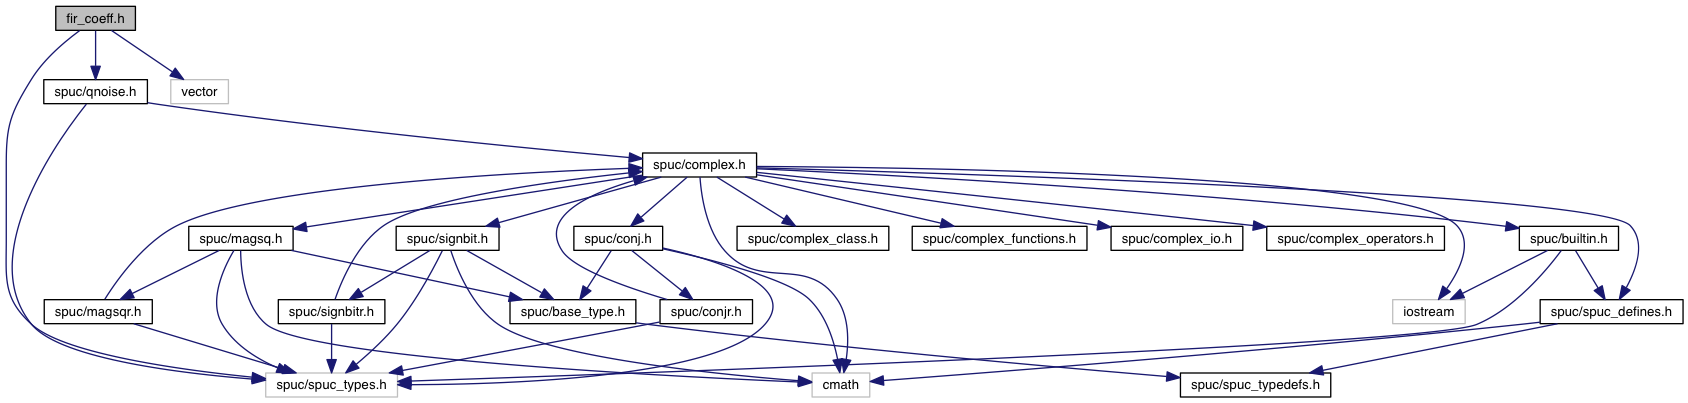 fir_coeff.h
spuc/qnoise.h
vector
spuc/complex.h
spuc/magsq.h
spuc/signbit.h
spuc/conj.h
spuc/complex_class.h
spuc/complex_functions.h
spuc/complex_io.h
spuc/complex_operators.h
spuc/builtin.h
spuc/magsqr.h
spuc/signbitr.h
spuc/base_type.h
spuc/conjr.h
iostream
spuc/spuc_defines.h
spuc/spuc_types.h
cmath
spuc/spuc_typedefs.h